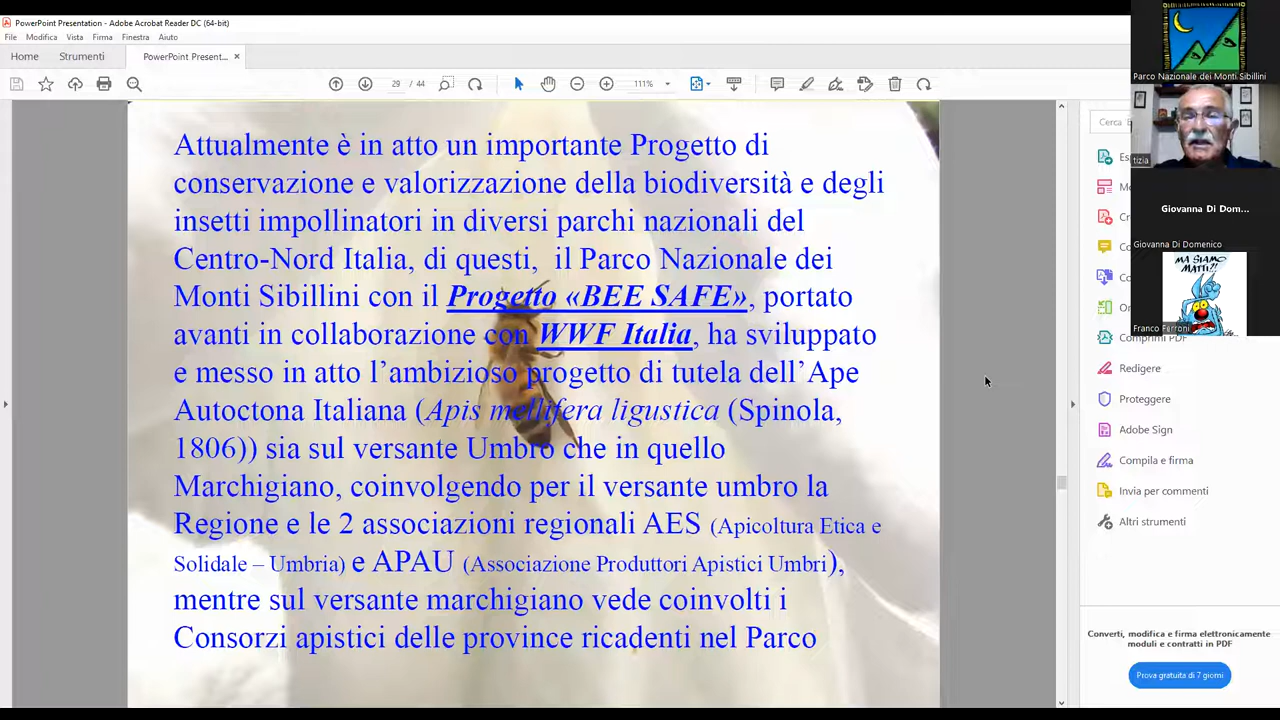 PowerPoint Presentation - Adobe Acrobat Reader DC (64-bit)
File Modifica Vista Firma Finestra Aiuto
Home Strumenti PowerPoint Present... ×
29 / 44 111%
Attualmente è in atto un importante Progetto di
conservazione e valorizzazione della biodiversità e degli
insetti impollinatori in diversi parchi nazionali del
Centro-Nord Italia, di questi, il Parco Nazionale dei
Monti Sibillini con il Progetto «BEE SAFE», portato
avanti in collaborazione con WWF Italia, ha sviluppato
e messo in atto l’ambizioso progetto di tutela dell’Ape
Autoctona Italiana (Apis mellifera ligustica (Spinola,
1806)) sia sul versante Umbro che in quello
Marchigiano, coinvolgendo per il versante umbro la
Regione e le 2 associazioni regionali AES (Apicoltura Etica e
Solidale – Umbria) e APAU (Associazione Produttori Apistici Umbri),
mentre sul versante marchigiano vede coinvolti i
Consorzi apistici delle province ricadenti nel Parco
Cerca
Comprimi PDF
Redigere
Proteggere
Adobe Sign
Compila e firma
Invia per commenti
Altri strumenti
Converti, modifica e firma elettronicamente
moduli e contratti in PDF
Prova gratuita di 7 giorni
Parco Nazionale dei Monti Sibillini
tizia
Giovanna Di Dom...
Giovanna Di Domenico
MA SIAMO
MATTI!!
Franco Ferroni